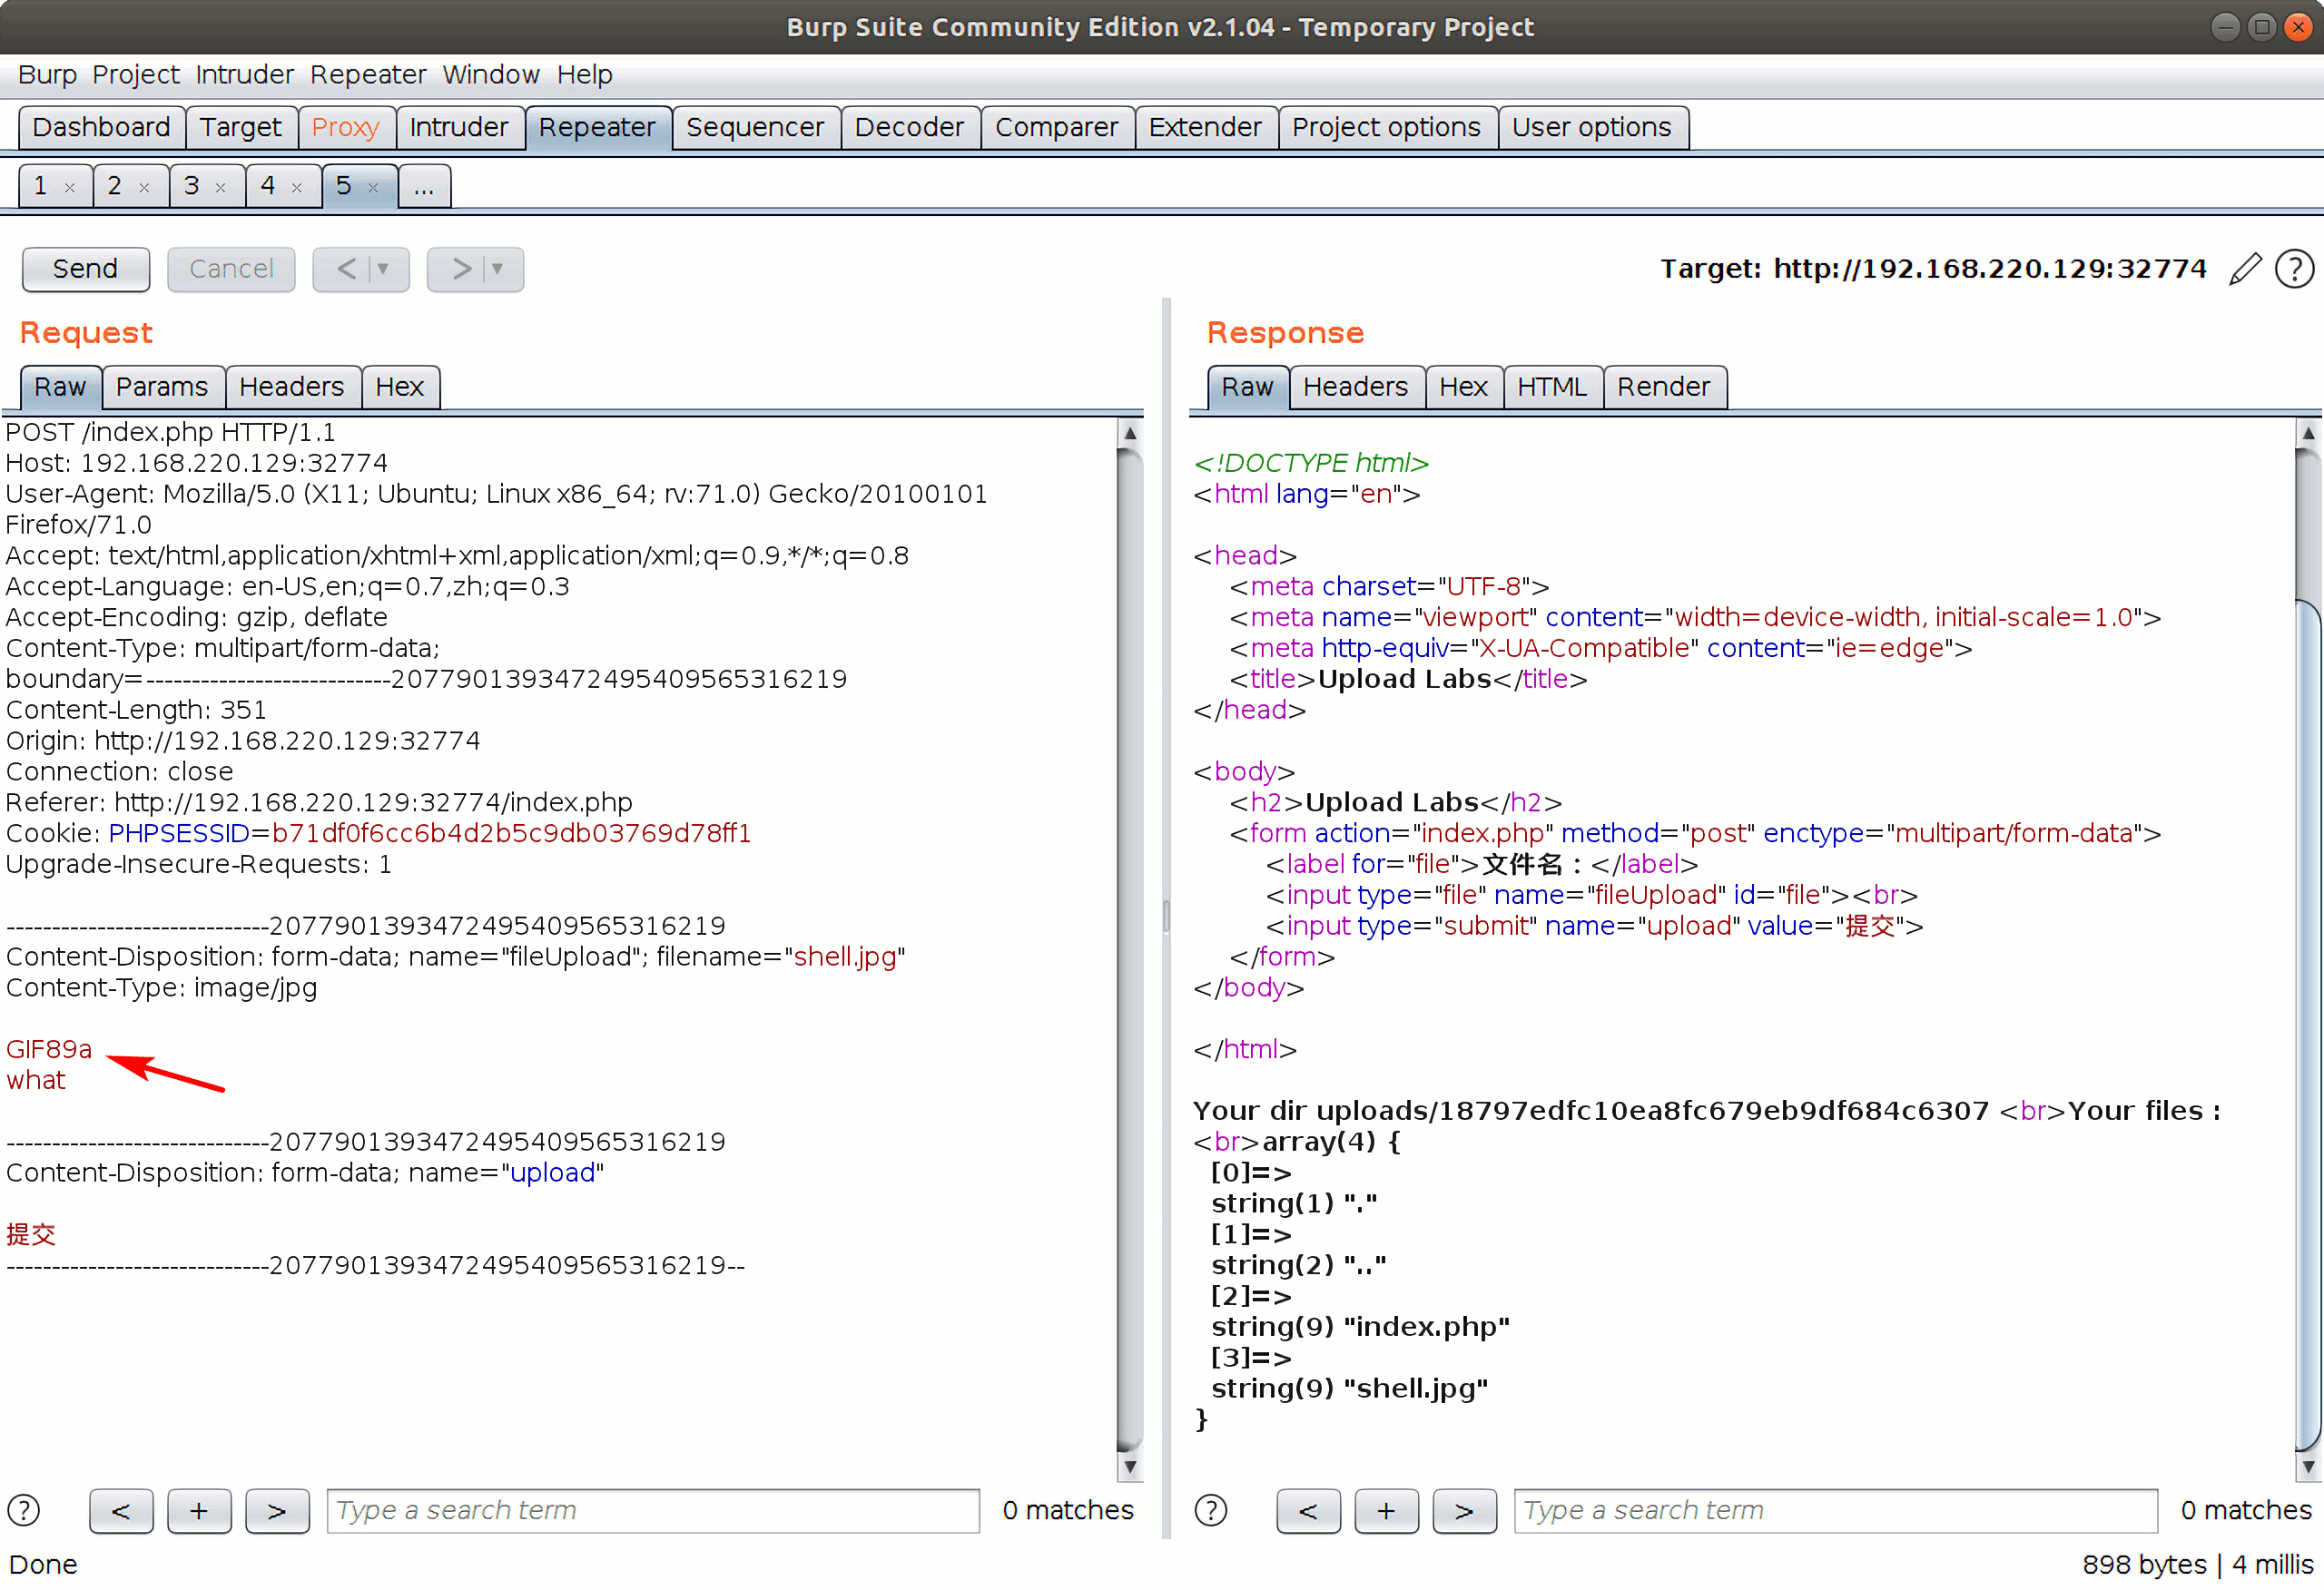 Burp Suite Community Edition v2.1.04 - Temporary Project
Burp Project Intruder Repeater Window Help
Dashboard Target Proxy Intruder Repeater Sequencer Decoder Comparer Extender Project options User options
1 × 2 × 3 × 4 × 5 × ...
Send Cancel < > Target: http://192.168.220.129:32774
Request
Raw Params Headers Hex
POST /index.php HTTP/1.1
Host: 192.168.220.129:32774
User-Agent: Mozilla/5.0 (X11; Ubuntu; Linux x86_64; rv:71.0) Gecko/20100101
Firefox/71.0
Accept: text/html,application/xhtml+xml,application/xml;q=0.9,*/*;q=0.8
Accept-Language: en-US,en;q=0.7,zh;q=0.3
Accept-Encoding: gzip, deflate
Content-Type: multipart/form-data;
boundary=---------------------------2077901393472495409565316219
Content-Length: 351
Origin: http://192.168.220.129:32774
Connection: close
Referer: http://192.168.220.129:32774/index.php
Cookie: PHPSESSID=b71df0f6cc6b4d2b5c9db03769d78ff1
Upgrade-Insecure-Requests: 1
-----------------------------2077901393472495409565316219
Content-Disposition: form-data; name="fileUpload"; filename="shell.jpg"
Content-Type: image/jpg
GIF89a
what
-----------------------------2077901393472495409565316219
Content-Disposition: form-data; name="upload"
提交
-----------------------------2077901393472495409565316219--
? < + > Type a search term 0 matches
Response
Raw Headers Hex HTML Render
<!DOCTYPE html>
<html lang="en">
<head>
<meta charset="UTF-8">
<meta name="viewport" content="width=device-width, initial-scale=1.0">
<meta http-equiv="X-UA-Compatible" content="ie=edge">
<title>Upload Labs</title>
</head>
<body>
<h2>Upload Labs</h2>
<form action="index.php" method="post" enctype="multipart/form-data">
<label for="file">文件名：</label>
<input type="file" name="fileUpload" id="file"><br>
<input type="submit" name="upload" value="提交">
</form>
</body>
</html>
Your dir uploads/18797edfc10ea8fc679eb9df684c6307 <br>Your files :
<br>array(4) {
[0]=>
string(1) "."
[1]=>
string(2) ".."
[2]=>
string(9) "index.php"
[3]=>
string(9) "shell.jpg"
}
? < + > Type a search term 0 matches
Done
898 bytes | 4 millis